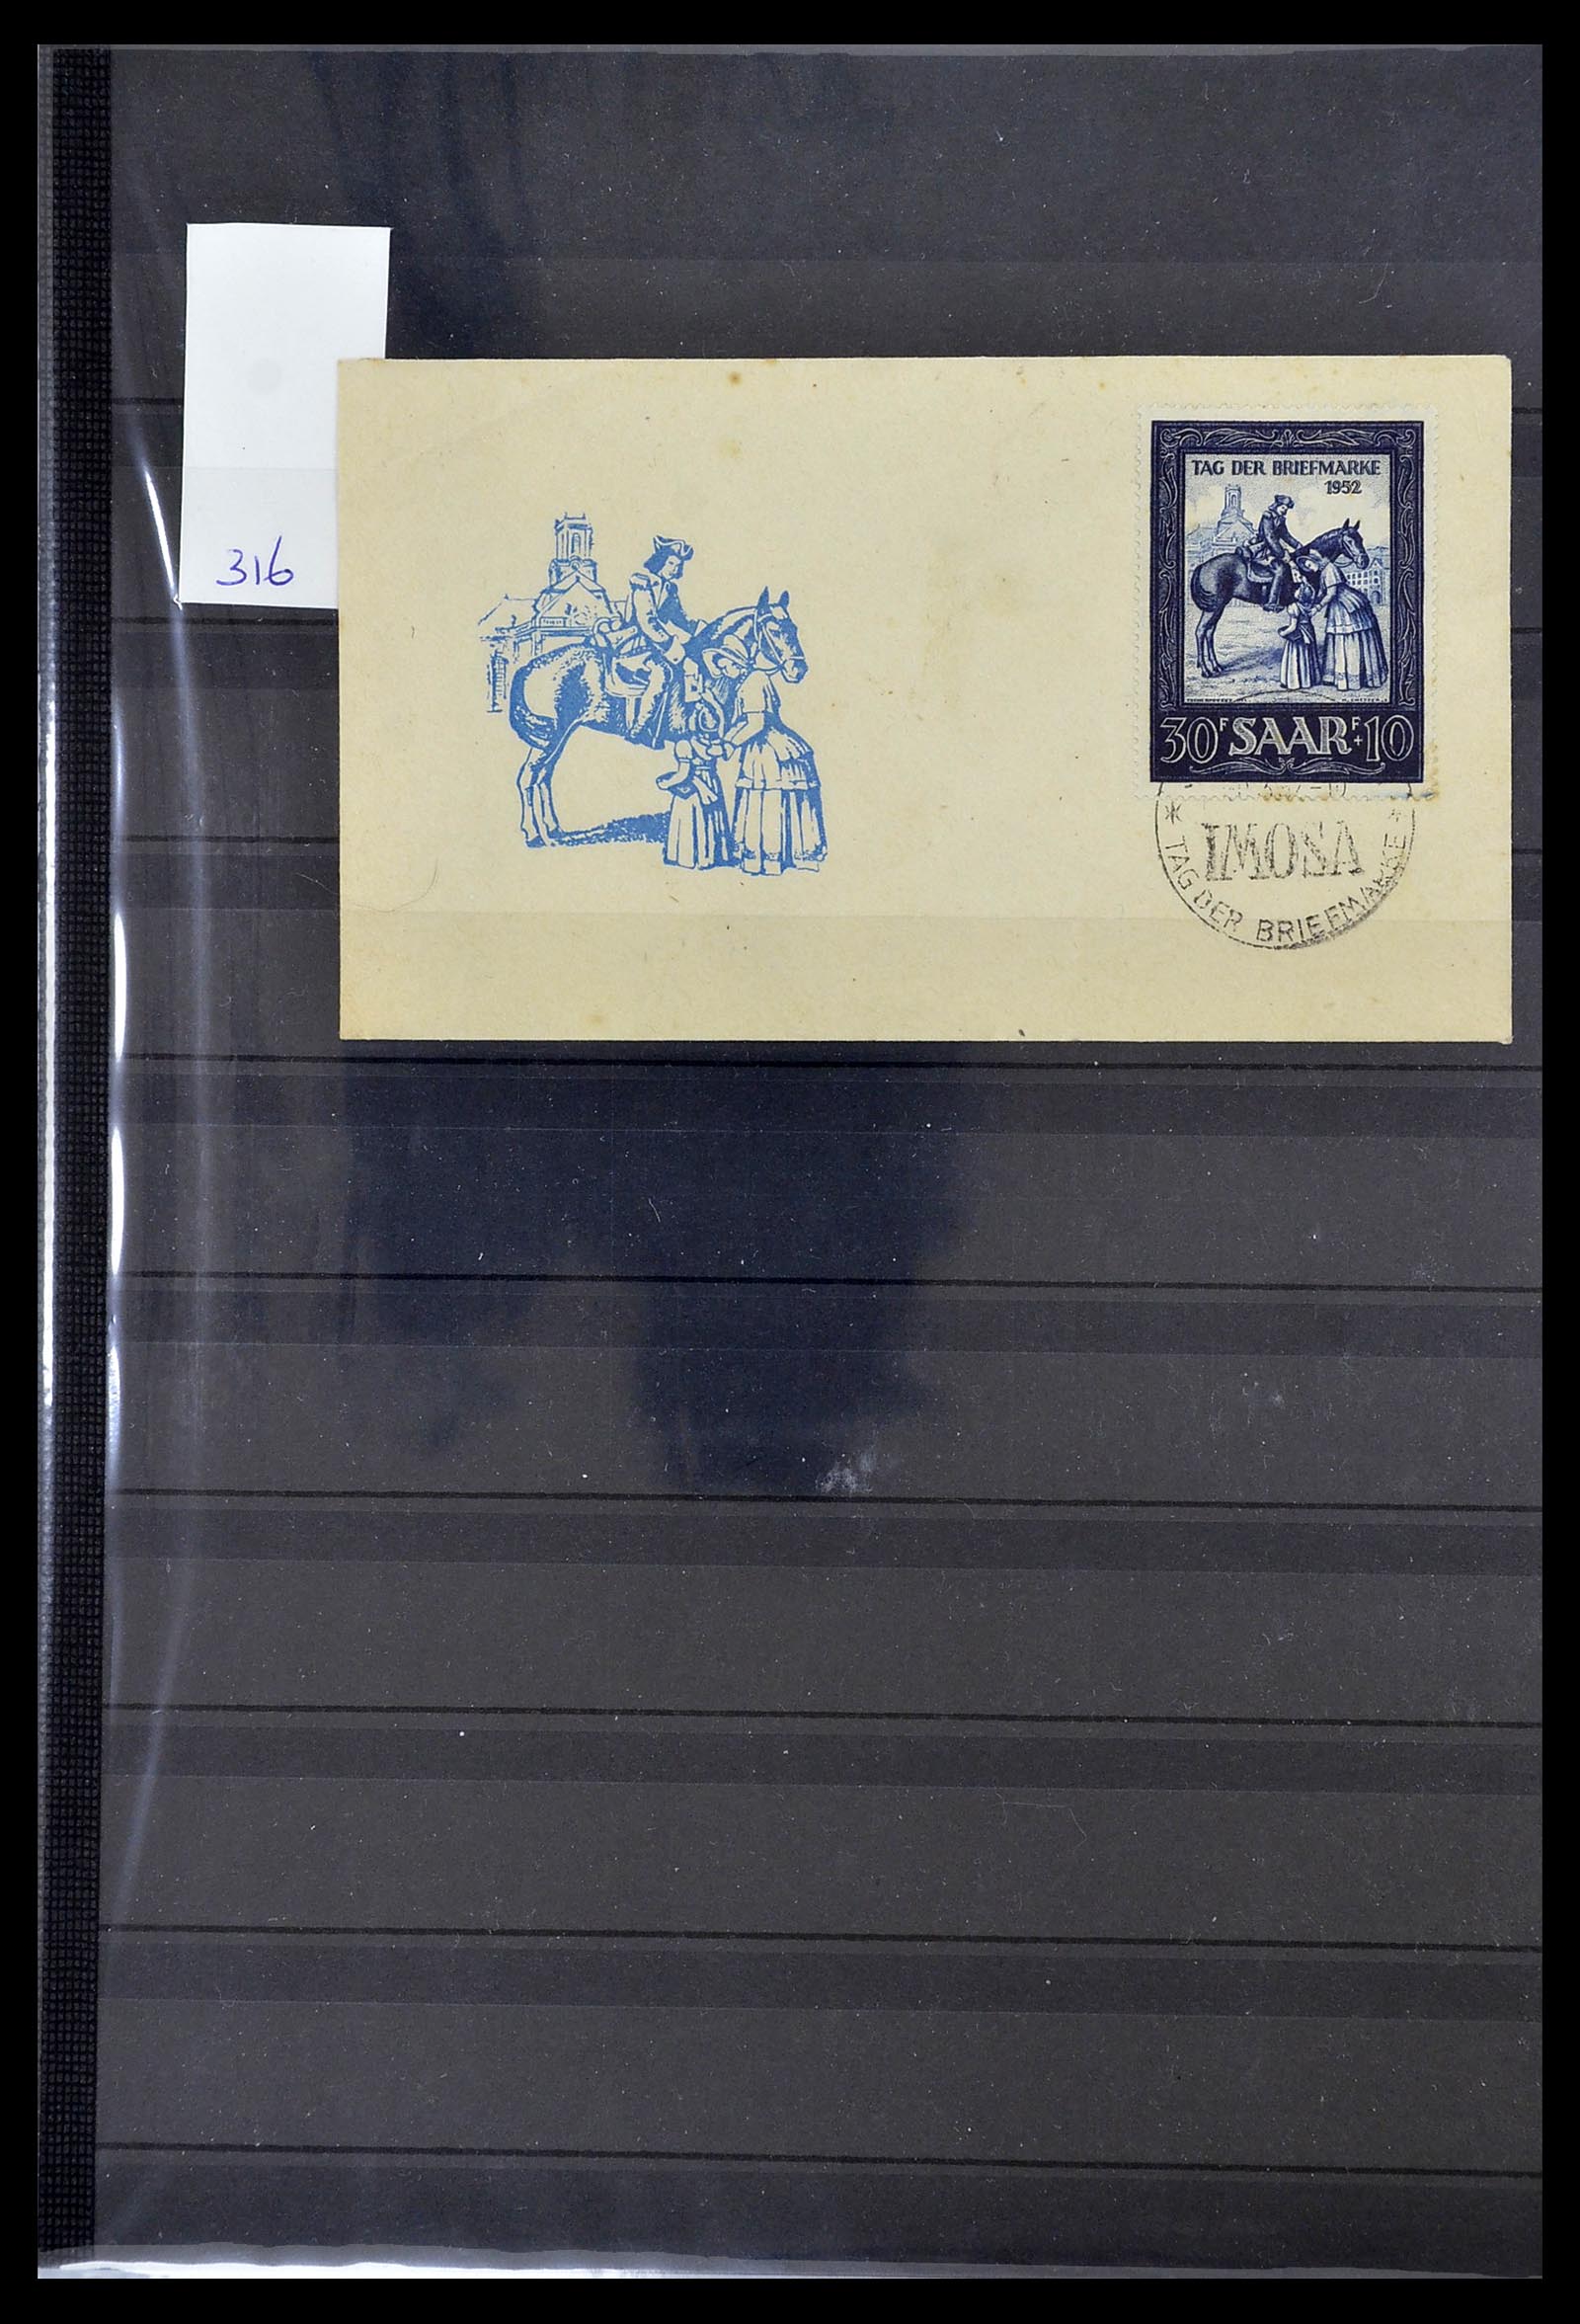 316
TAG DER BRIEFMARKE
1952
30F SAAR F+10
IMOSA
* TAG DER BRIEFMARKE *